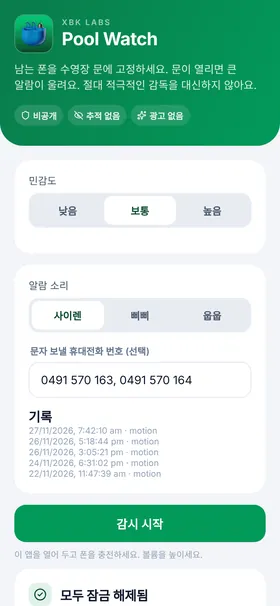 XBK LABS
Pool Watch
남는 폰을 수영장 문에 고정하세요. 문이 열리면 큰
알람이 울려요. 절대 적극적인 감독을 대신하지 않아요.
비공개
추적 없음
광고 없음
민감도
낮음
보통
높음
알람 소리
사이렌
삐삐
웁웁
문자 보낼 휴대전화 번호 (선택)
0491 570 163, 0491 570 164
기록
27/11/2026, 7:42:10 am · motion
26/11/2026, 5:18:44 pm · motion
26/11/2026, 3:05:21 pm · motion
24/11/2026, 6:31:02 pm · motion
22/11/2026, 11:47:39 am · motion
감시 시작
이 앱을 열어 두고 폰을 충전하세요. 볼륨을 높이세요.
모두 잠금 해제됨